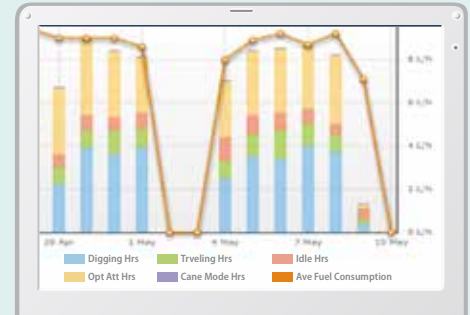 8 L/h
6 L/h
4 L/h
2 L/h
0 L/h
28 Apr 1 May 4 May 7 May 10 May
Digging Hrs Trveling Hrs Idle Hrs
Opt Att Hrs Cane Mode Hrs Ave Fuel Consumption